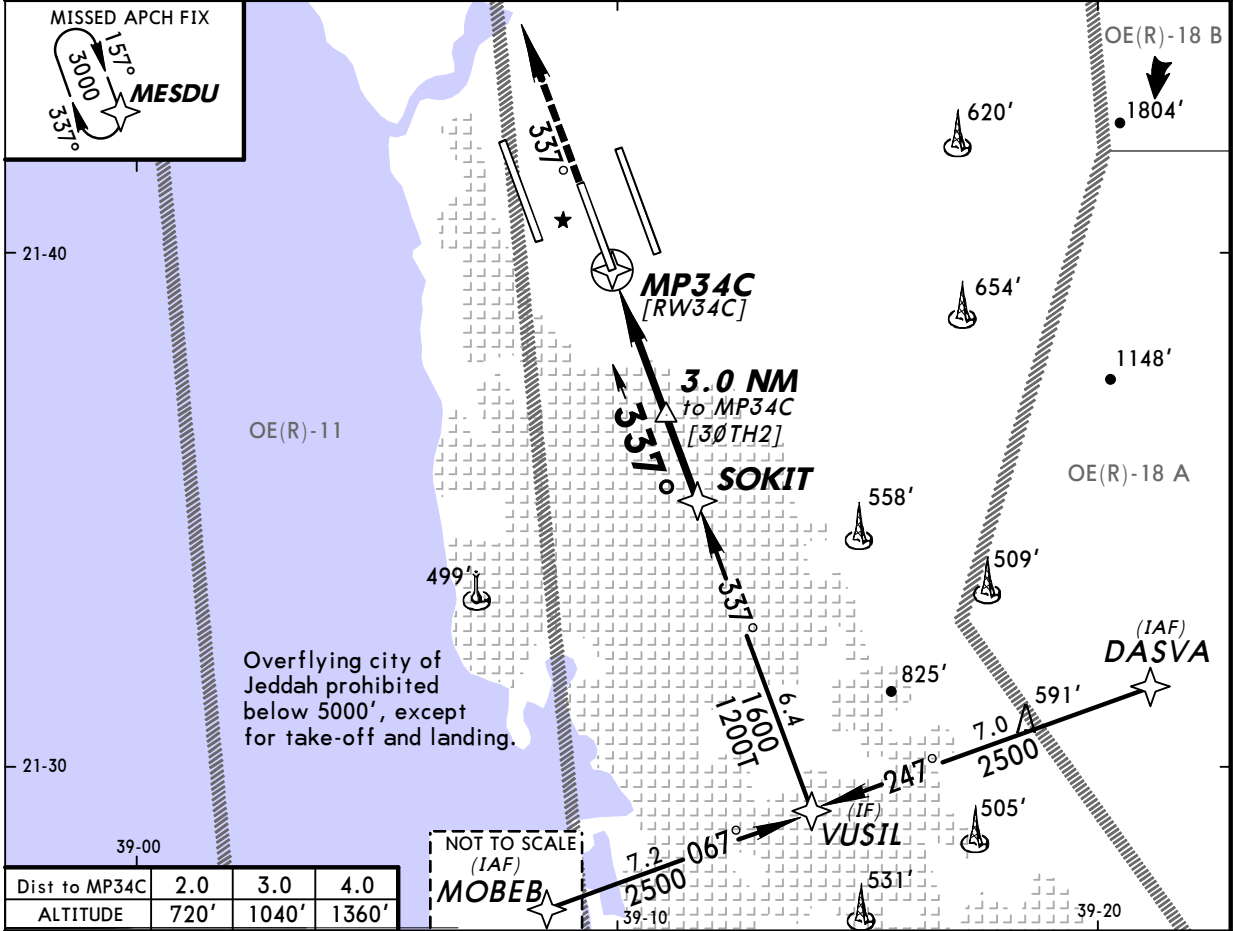 MISSED APCH FIX
157°
3000
337°
MESDU
OE(R)-18 B
1804'
620'
337°
21-40
MP34C
[RW34C]
654'
1148'
3.0 NM
to MP34C
[3Ø TH2]
337°
OE(R)-11
SOKIT
OE(R)-18 A
558'
509'
499'
337°
(IAF)
DASVA
Overflying city of
Jeddah prohibited
below 5000', except
for take-off and landing.
825'
591'
6.4
1600
1200T
7.0
2500
247°
21-30
(IF)
VUSIL
505'
39-00
NOT TO SCALE
(IAF)
MOBEB
7.2
067°
2500
531'
39-10
39-20
Dist to MP34C 2.0 3.0 4.0
ALTITUDE 720' 1040' 1360'